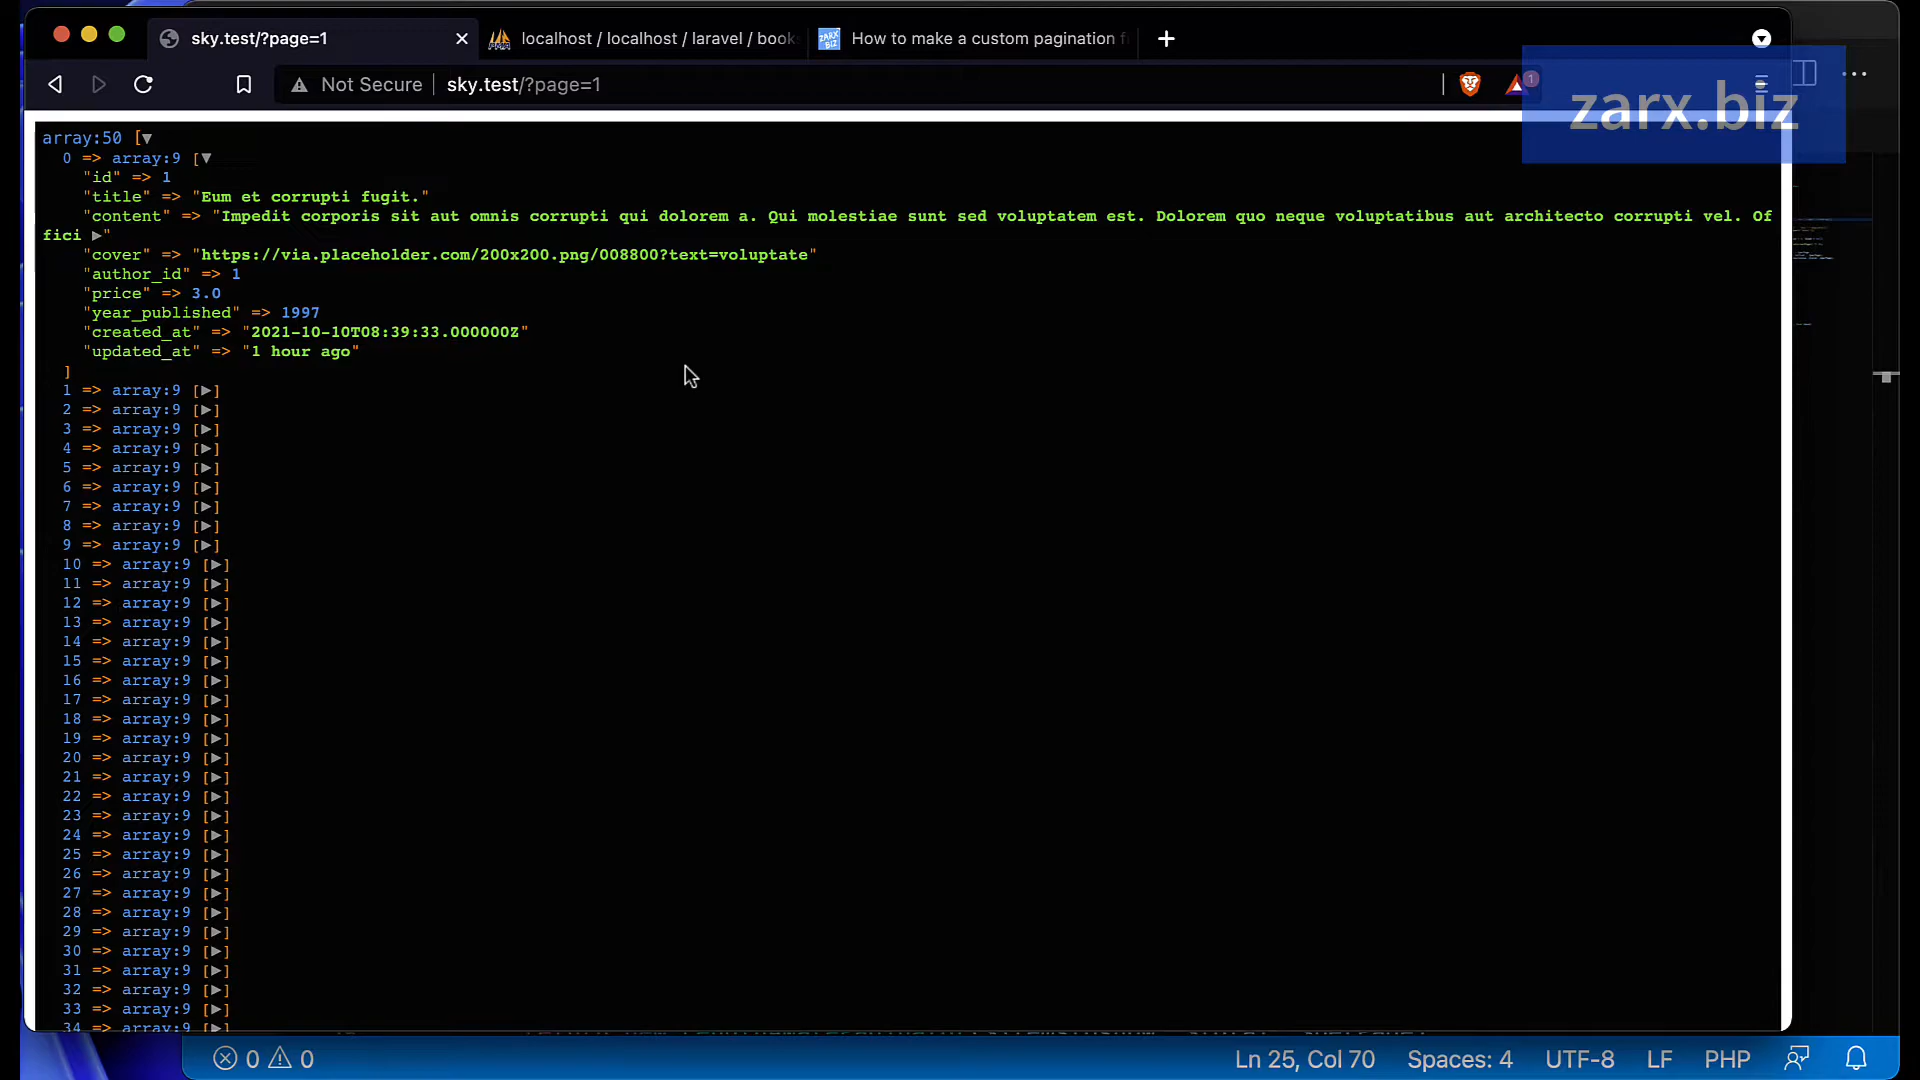 sky.test/?page=1
localhost / localhost / laravel / book
ZARX BIZ
How to make a custom pagination f
Not Secure
sky.test/?page=1
1
zarx.biz
array:50 [▼
0 => array:9 [▼
"id" => 1
"title" => "Eum et corrupti fugit."
"content" => "Impedit corporis sit aut omnis corrupti qui dolorem a. Qui molestiae sunt sed voluptatem est. Dolorem quo neque voluptatibus aut architecto corrupti vel. Of
fici ▶"
"cover" => "https://via.placeholder.com/200x200.png/008800?text=voluptate"
"author_id" => 1
"price" => 3.0
"year_published" => 1997
"created_at" => "2021-10-10T08:39:33.000000Z"
"updated_at" => "1 hour ago"
]
1 => array:9 [▶]
2 => array:9 [▶]
3 => array:9 [▶]
4 => array:9 [▶]
5 => array:9 [▶]
6 => array:9 [▶]
7 => array:9 [▶]
8 => array:9 [▶]
9 => array:9 [▶]
10 => array:9 [▶]
11 => array:9 [▶]
12 => array:9 [▶]
13 => array:9 [▶]
14 => array:9 [▶]
15 => array:9 [▶]
16 => array:9 [▶]
17 => array:9 [▶]
18 => array:9 [▶]
19 => array:9 [▶]
20 => array:9 [▶]
21 => array:9 [▶]
22 => array:9 [▶]
23 => array:9 [▶]
24 => array:9 [▶]
25 => array:9 [▶]
26 => array:9 [▶]
27 => array:9 [▶]
28 => array:9 [▶]
29 => array:9 [▶]
30 => array:9 [▶]
31 => array:9 [▶]
32 => array:9 [▶]
33 => array:9 [▶]
34 => array:9 [▶]
0 0
Ln 25, Col 70
Spaces: 4
UTF-8
LF
PHP